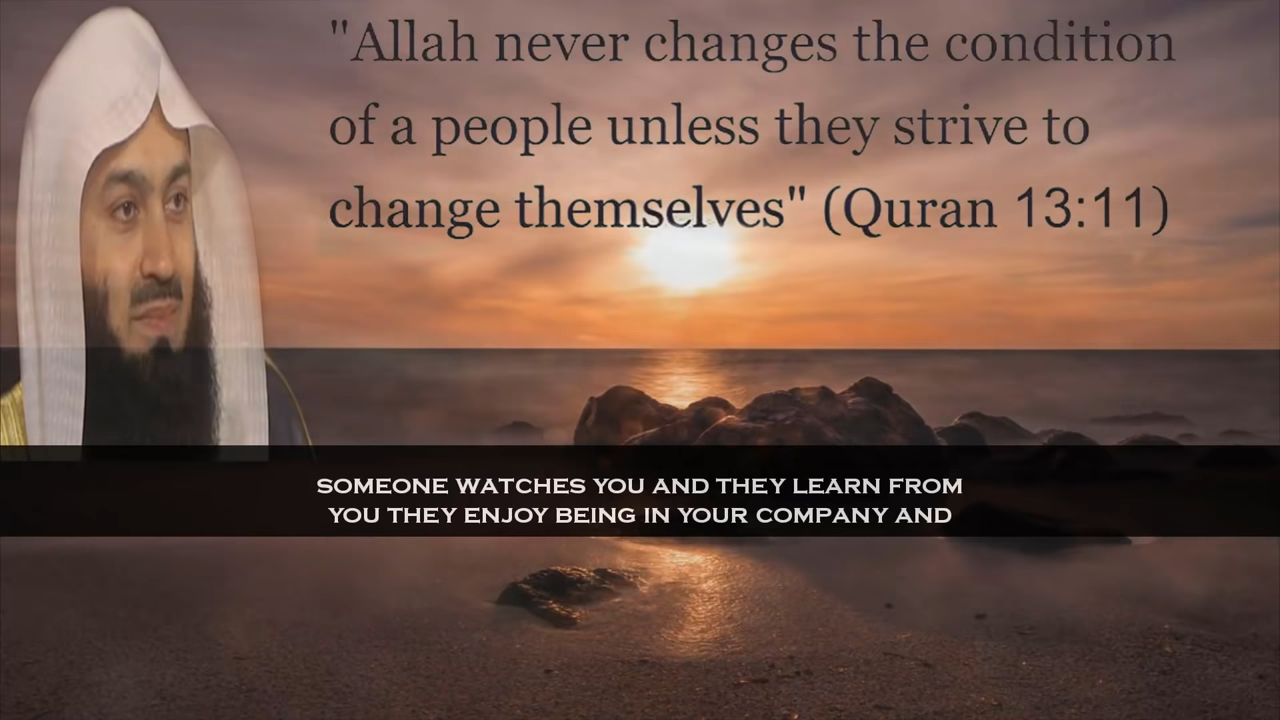 "Allah never changes the condition
of a people unless they strive to
change themselves" (Quran 13:11)
SOMEONE WATCHES YOU AND THEY LEARN FROM
YOU THEY ENJOY BEING IN YOUR COMPANY AND